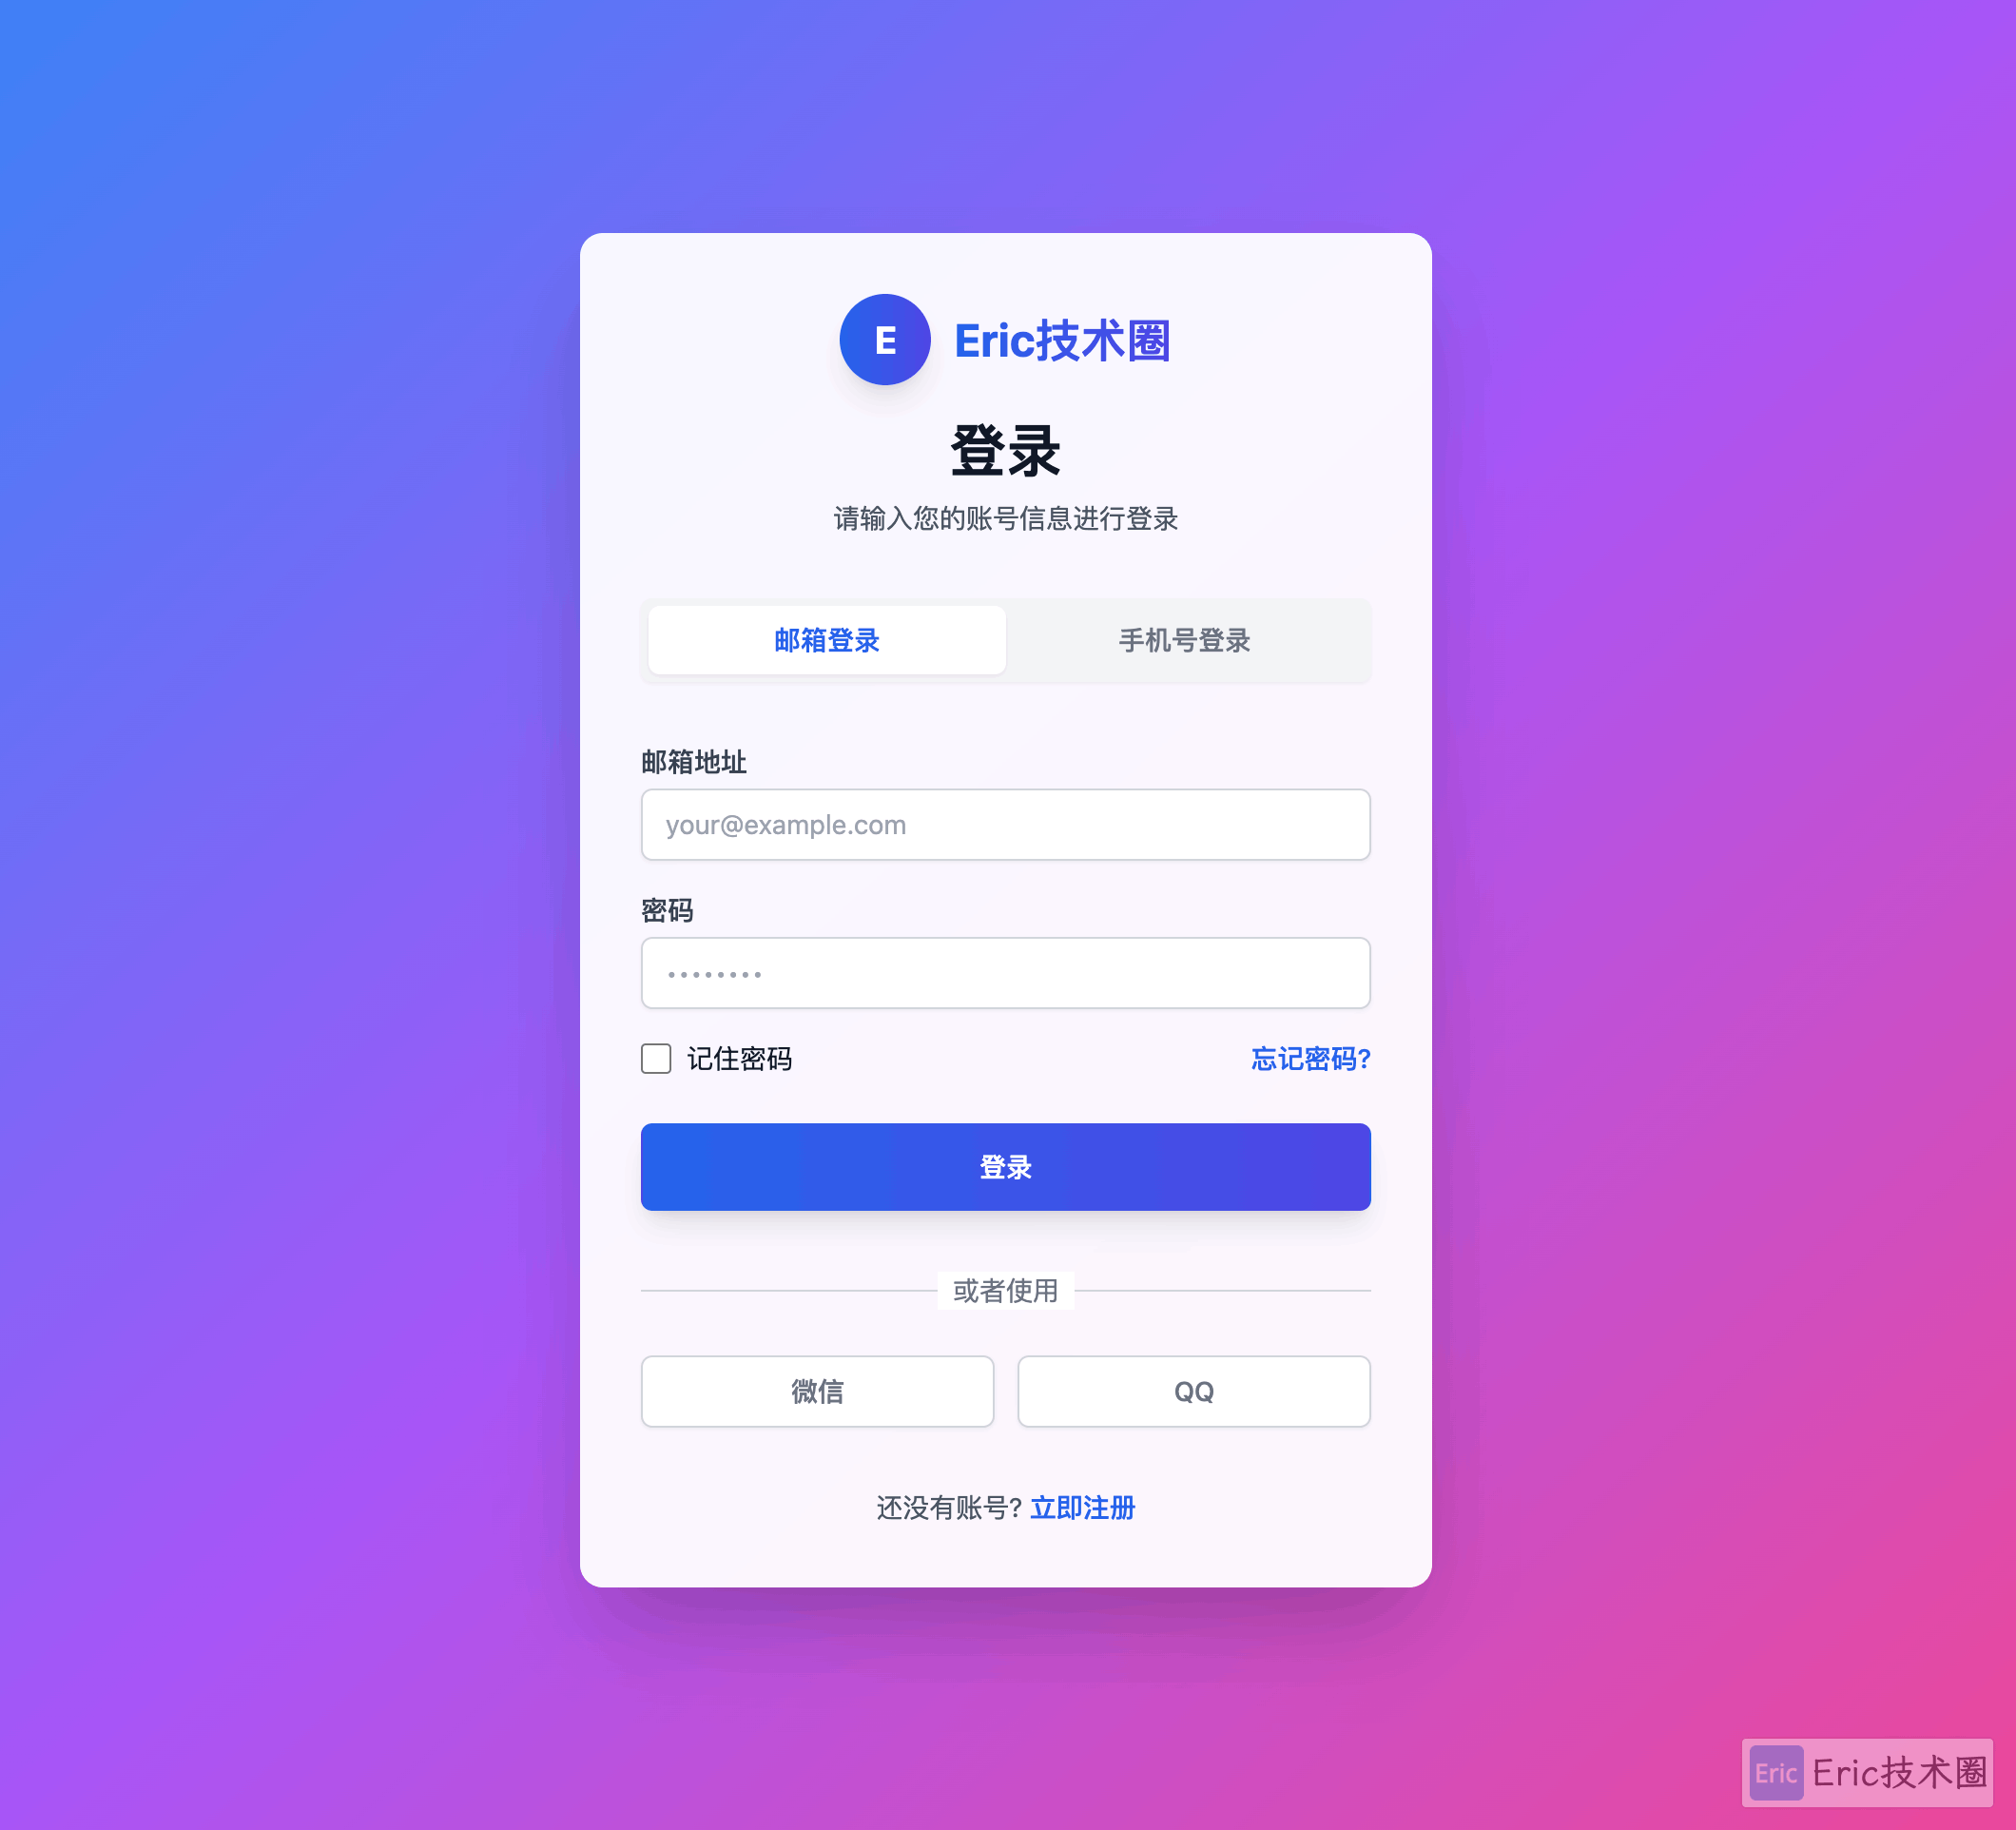 E Eric技术圈
登录
请输入您的账号信息进行登录
邮箱登录 手机号登录
邮箱地址
your@example.com
密码
••••••••
记住密码 忘记密码?
登录
或者使用
微信 QQ
还没有账号? 立即注册
Eric Eric技术圈